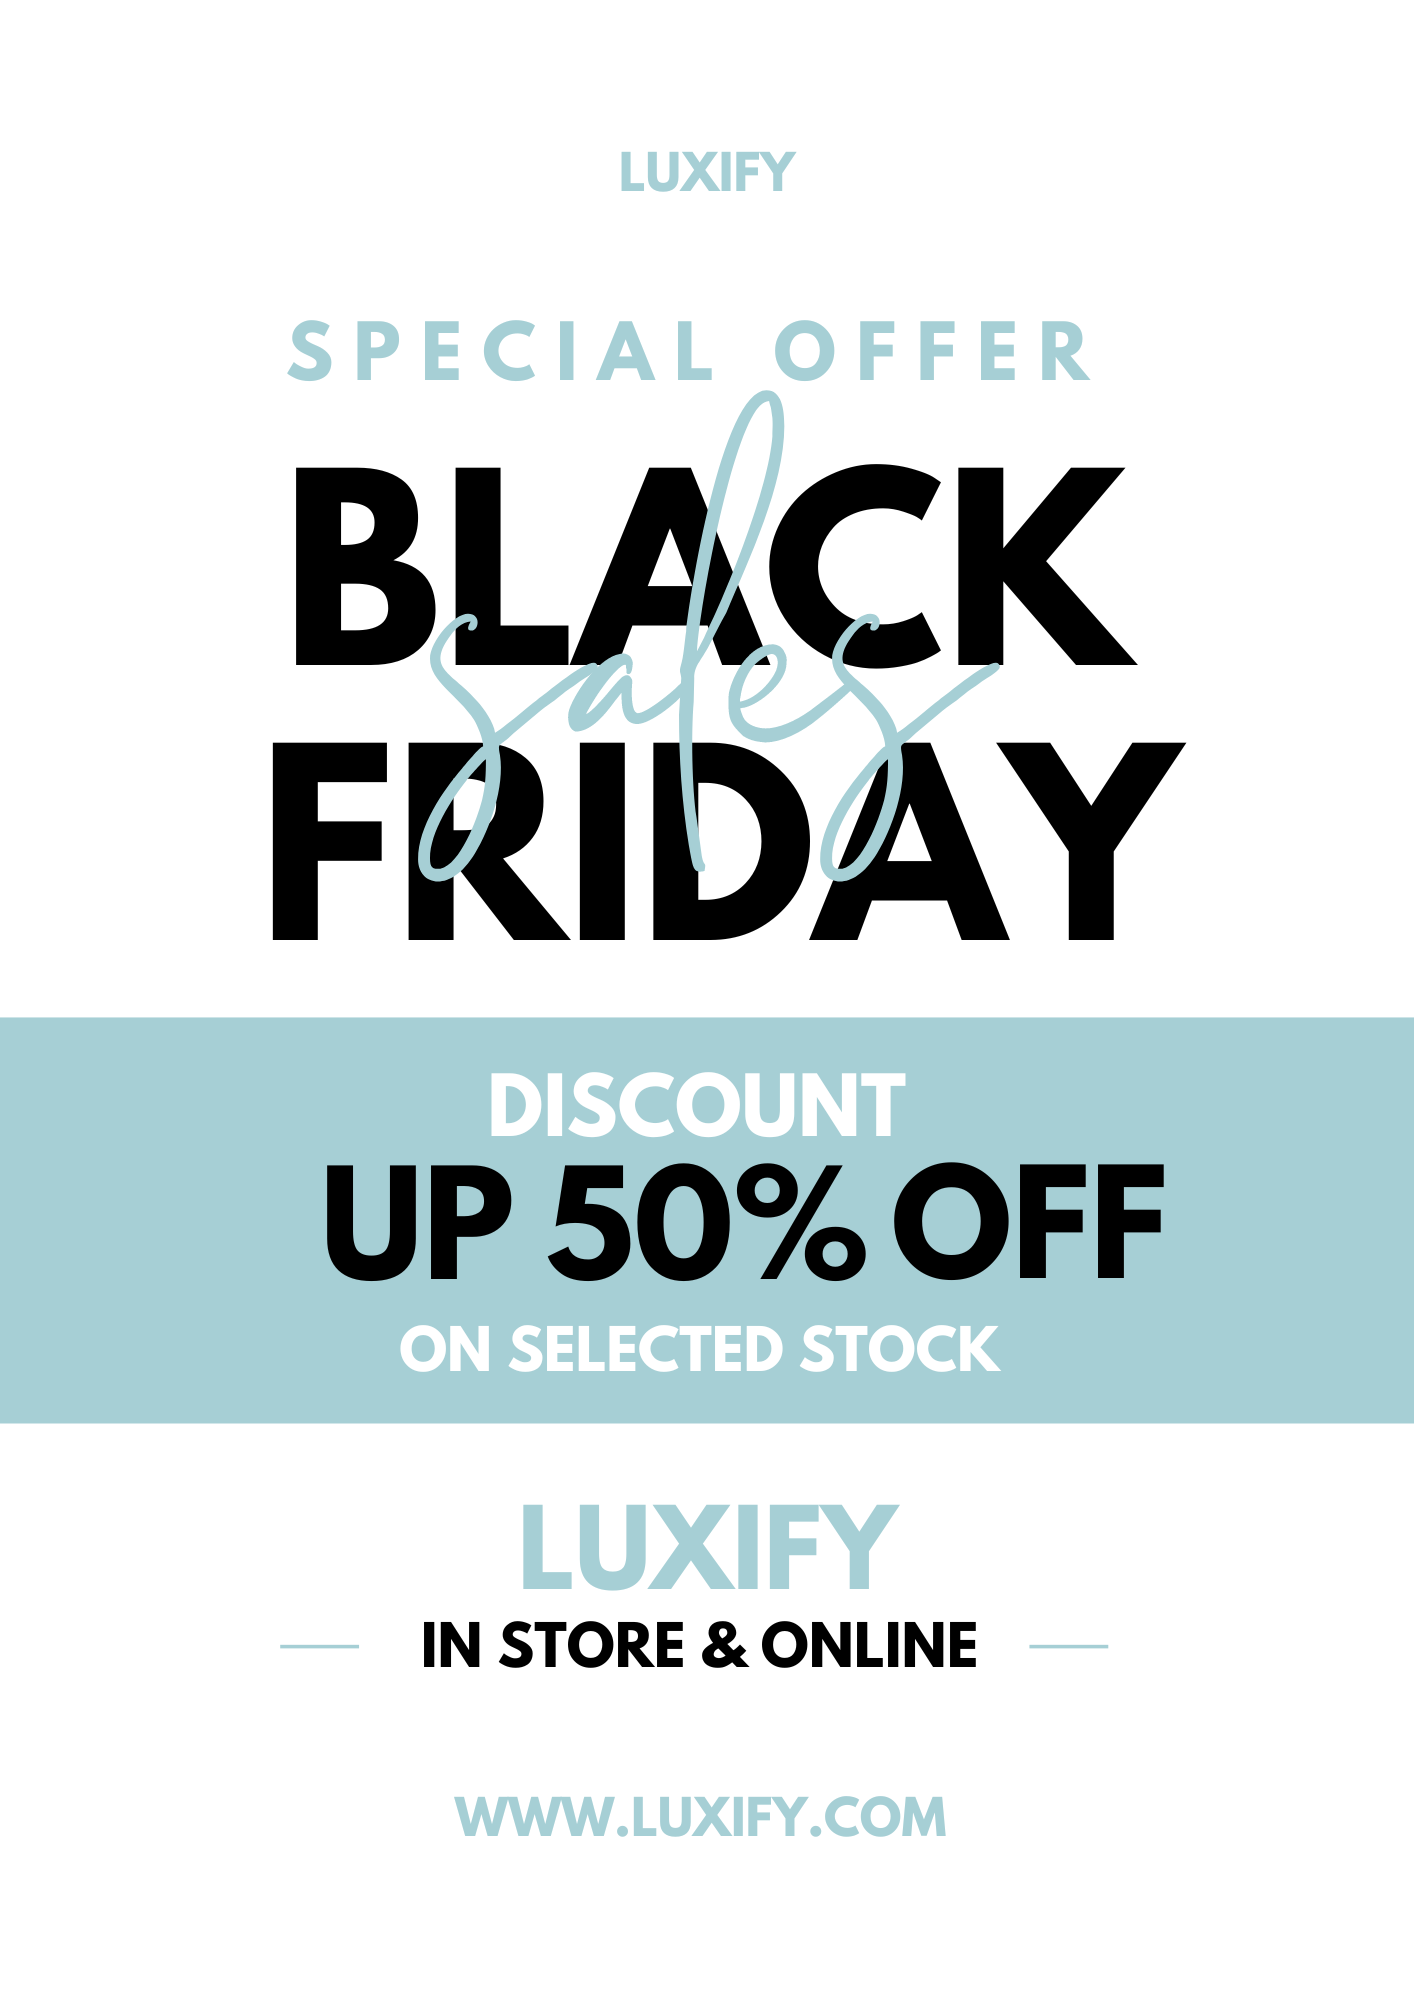 LUXIFY
SPECIAL OFFER
BLACK
sales
FRIDAY
DISCOUNT
UP 50% OFF
ON SELECTED STOCK
LUXIFY
IN STORE & ONLINE
WWW.LUXIFY.COM